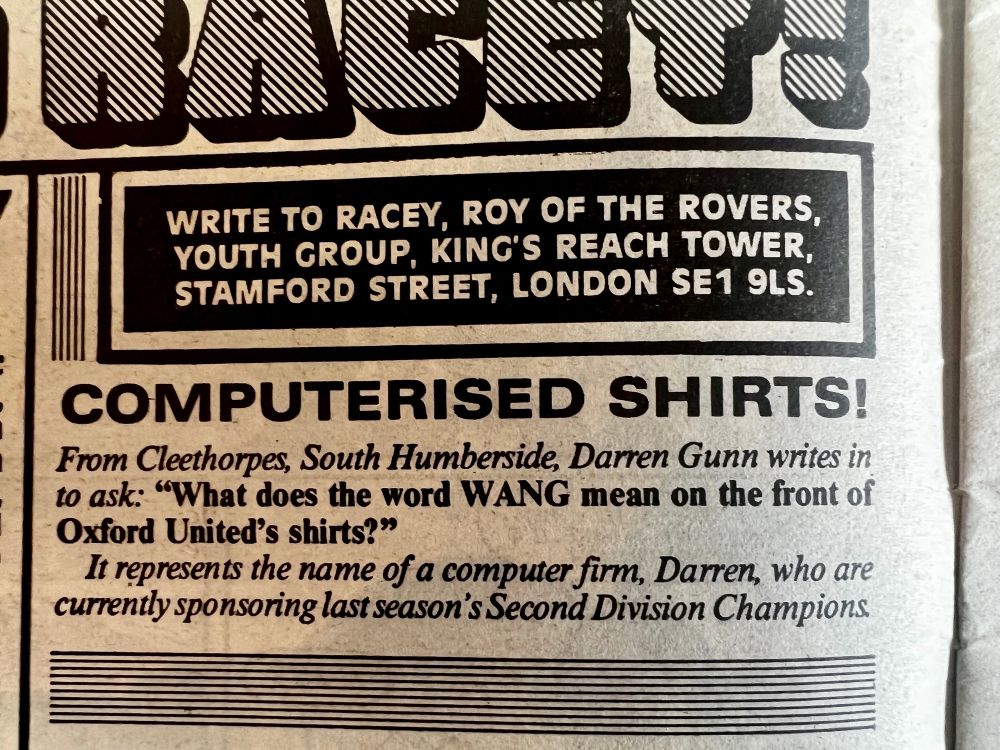 RACEY!
WRITE TO RACEY, ROY OF THE ROVERS,
YOUTH GROUP, KING'S REACH TOWER,
STAMFORD STREET, LONDON SE1 9LS.
COMPUTERISED SHIRTS!
From Cleethorpes, South Humberside, Darren Gunn writes in
to ask: “What does the word WANG mean on the front of
Oxford United's shirts?”
It represents the name of a computer firm, Darren, who are
currently sponsoring last season's Second Division Champions.